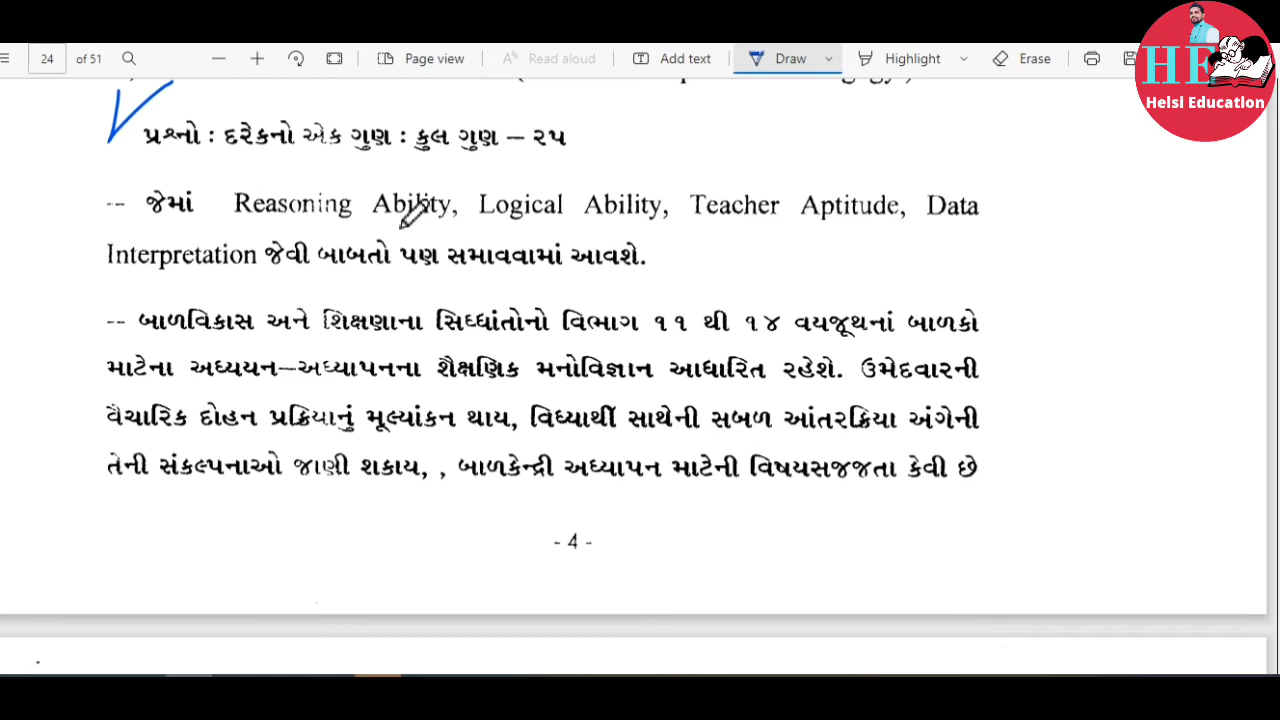 24 of 51 Page view Read aloud Add text Draw Highlight Erase
HE
Helsi Education
પ્રશ્નો : દરેકનો એક ગુણ : કુલ ગુણ – ૨૫
-- જેમાં Reasoning Ability, Logical Ability, Teacher Aptitude, Data
Interpretation જેવી બાબતો પણ સમાવવામાં આવશે.
-- બાળવિકાસ અને શિક્ષણાના સિધ્ધાંતોનો વિભાગ ૧૧ થી ૧૪ વયજૂથનાં બાળકો
માટેના અધ્યયન–અધ્યાપનના શૈક્ષણિક મનોવિજ્ઞાન આધારિત રહેશે. ઉમેદવારની
વૈચારિક દોહન પ્રક્રિયાનું મૂલ્યાંકન થાય, વિધ્યાર્થી સાથેની સબળ આંતરક્રિયા અંગેની
તેની સંકલ્પનાઓ જાણી શકાય, , બાળકેન્દ્રી અધ્યાપન માટેની વિષયસજજતા કેવી છે
- 4 -